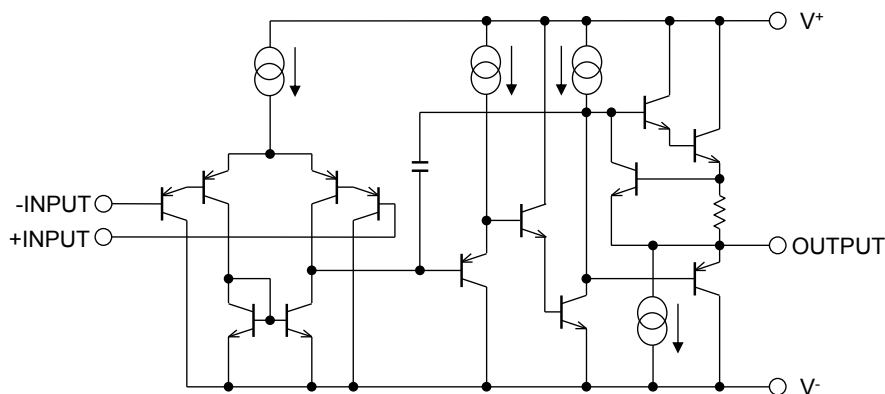 V+
-INPUT
+INPUT
OUTPUT
V-